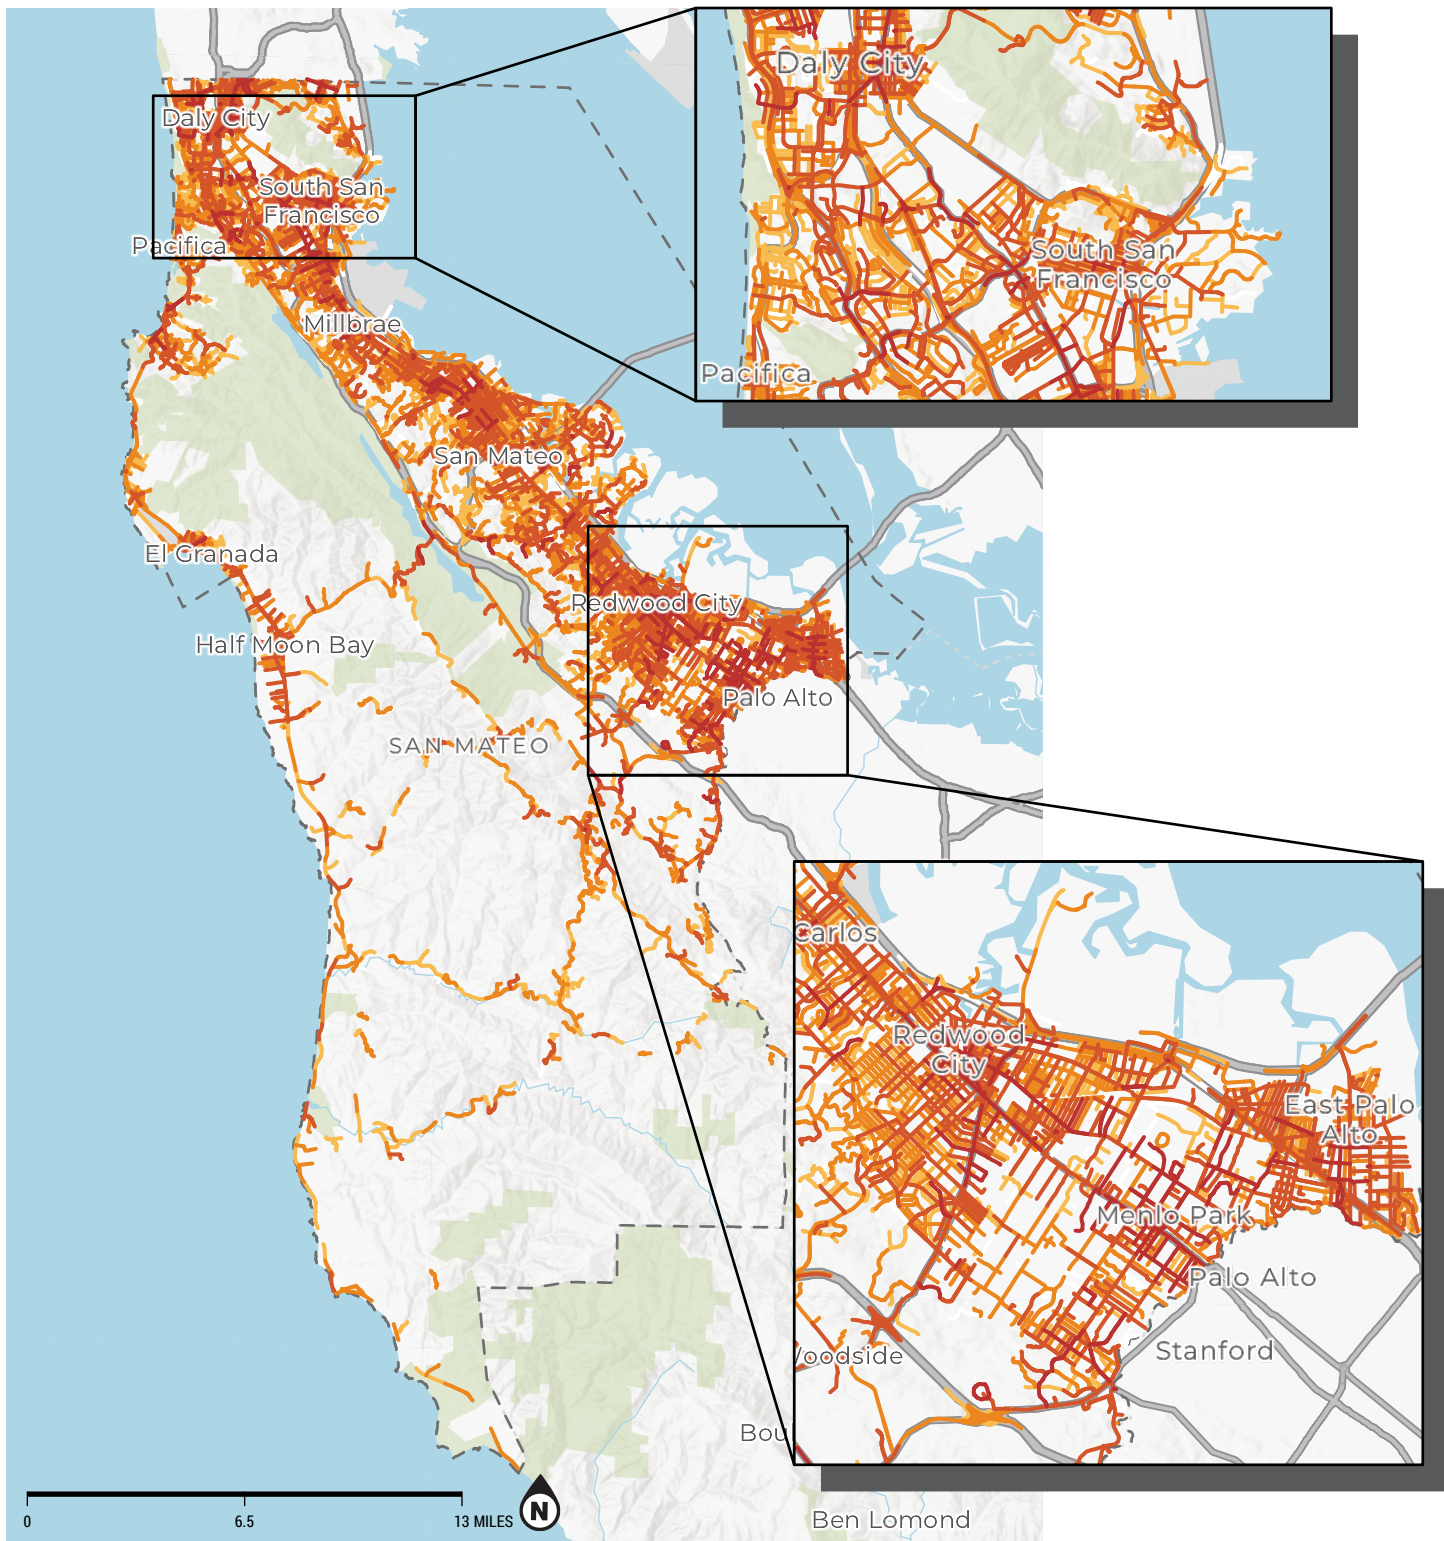 Daly City
South San
Francisco
Pacifica
Daly City
South San
Francisco
Pacifica
Millbrae
San Mateo
El Granada
Redwood City
Half Moon Bay
Palo Alto
SAN MATEO
Carlos
Redwood
City
East Palo
Alto
Menlo Park
Palo Alto
Stanford
oodside
Bou
0
6.5
13 MILES
N
Ben Lomond